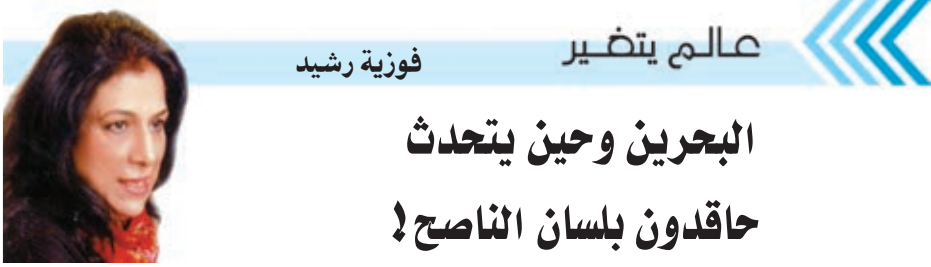 عالم يتغير
فوزية رشيد
البحرين وحين يتحدث
حاقدون بلسان الناصح!